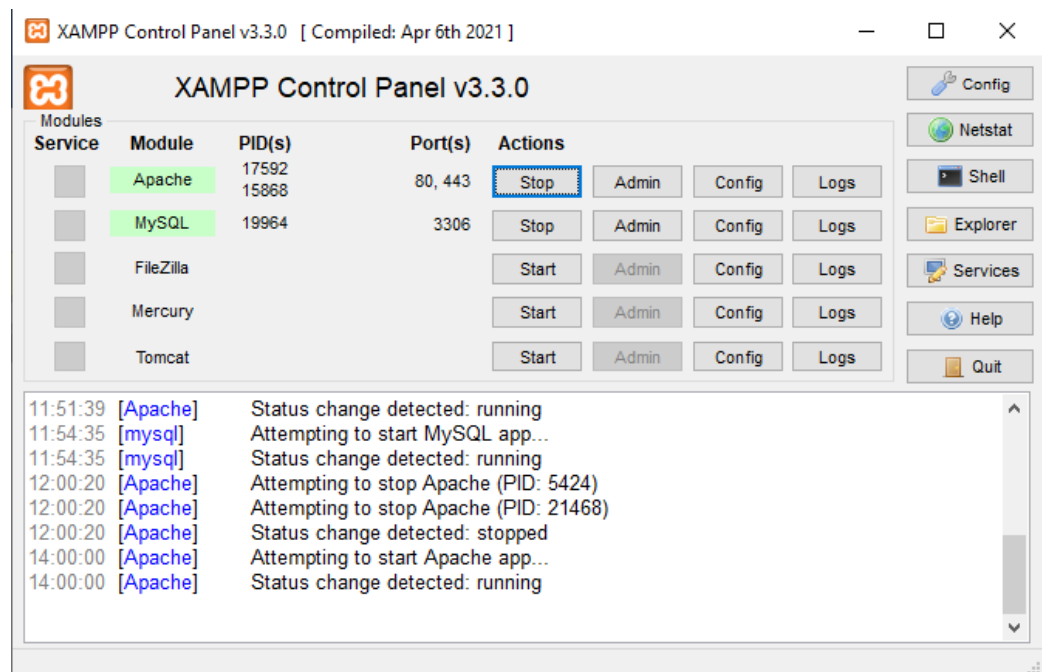 XAMPP Control Panel v3.3.0 [ Compiled: Apr 6th 2021 ]
XAMPP Control Panel v3.3.0
Config
Modules
Service Module PID(s) Port(s) Actions
Netstat
Apache 17592 15868 80, 443 Stop Admin Config Logs
Shell
MySQL 19964 3306 Stop Admin Config Logs
Explorer
FileZilla Start Admin Config Logs
Services
Mercury Start Admin Config Logs
Help
Tomcat Start Admin Config Logs
Quit
11:51:39 [Apache] Status change detected: running
11:54:35 [mysql] Attempting to start MySQL app...
11:54:35 [mysql] Status change detected: running
12:00:20 [Apache] Attempting to stop Apache (PID: 5424)
12:00:20 [Apache] Attempting to stop Apache (PID: 21468)
12:00:20 [Apache] Status change detected: stopped
14:00:00 [Apache] Attempting to start Apache app...
14:00:00 [Apache] Status change detected: running